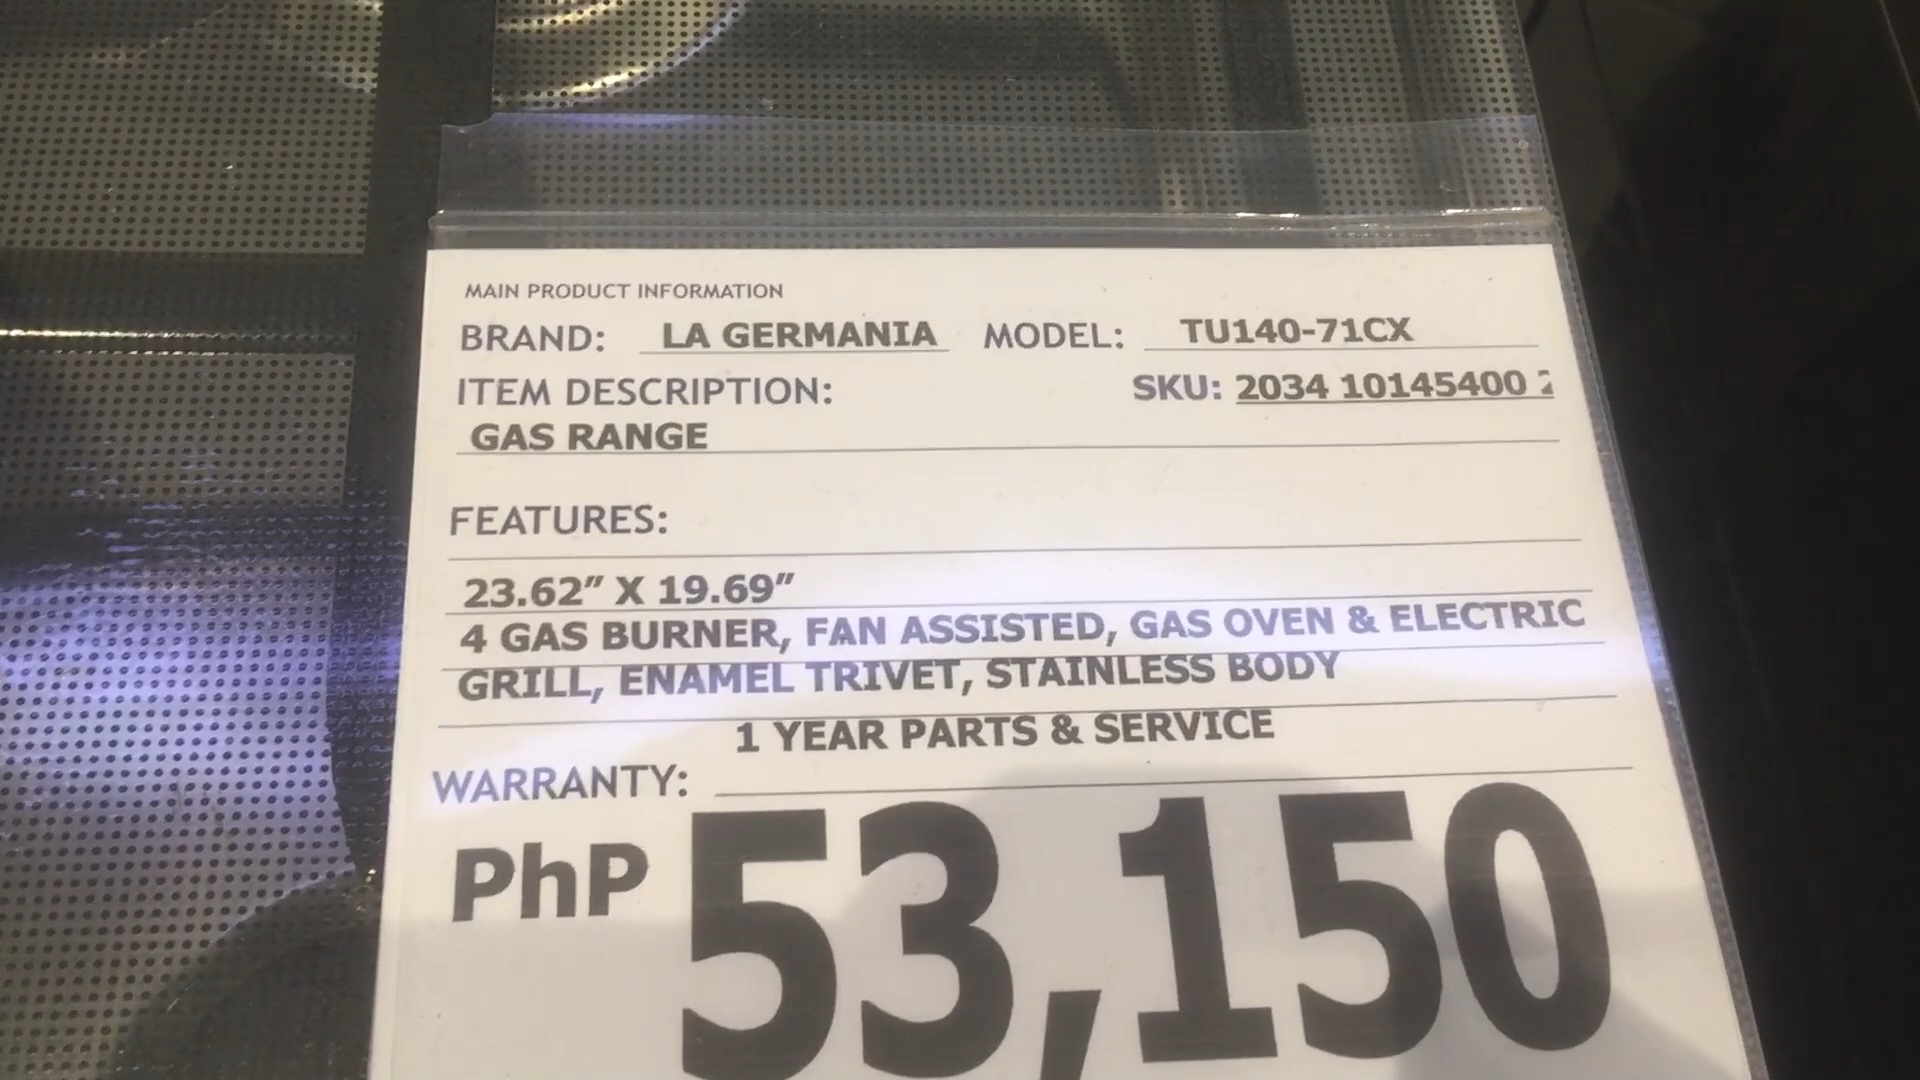 MAIN PRODUCT INFORMATION
BRAND: LA GERMANIA MODEL: TU140-71CX
ITEM DESCRIPTION: SKU: 2034 10145400
GAS RANGE
FEATURES:
23.62" X 19.69"
4 GAS BURNER, FAN ASSISTED, GAS OVEN & ELECTRIC
GRILL, ENAMEL TRIVET, STAINLESS BODY
1 YEAR PARTS & SERVICE
WARRANTY:
PhP 53,150